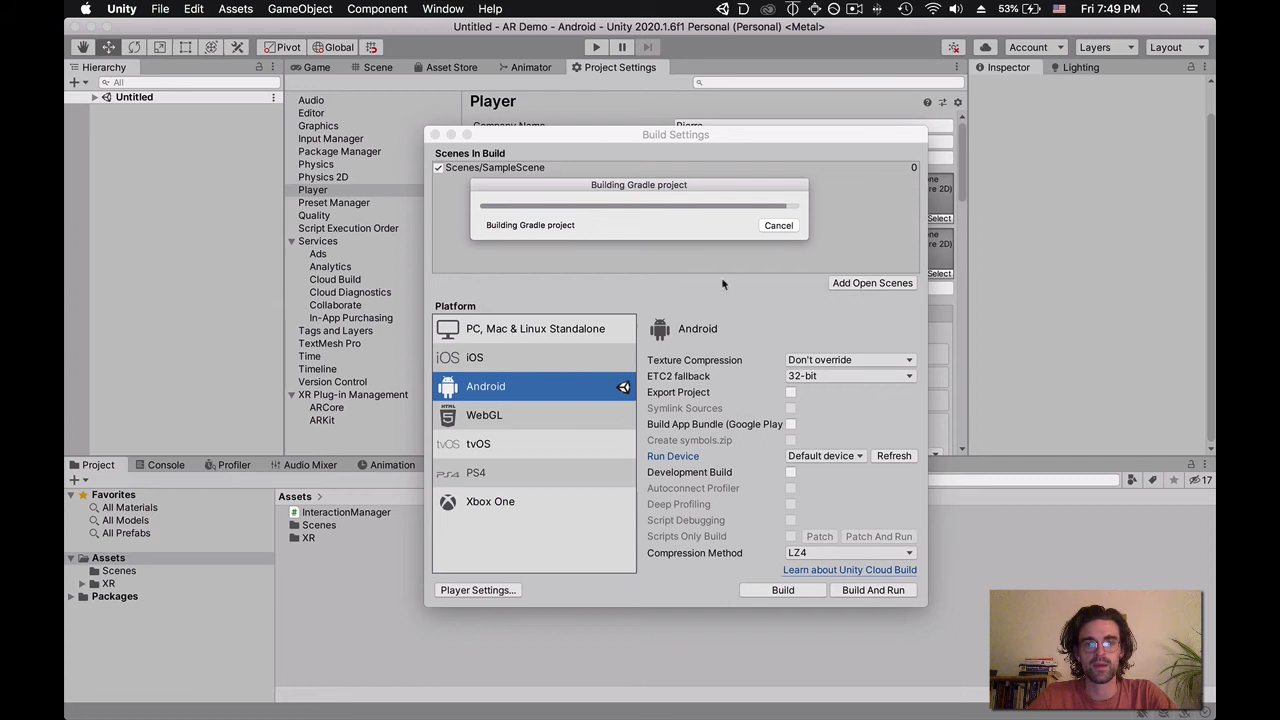 Unity File Edit Assets GameObject Component Window Help 53% Fri 7:49 PM
Untitled - AR Demo - Android - Unity 2020.1.6f1 Personal (Personal) <Metal>
Pivot Global Account Layers Layout
Hierarchy Game Scene Asset Store Animator Project Settings Inspector Lighting
All
Untitled
Audio
Editor
Graphics
Input Manager
Package Manager
Physics
Physics 2D
Player
Preset Manager
Quality
Script Execution Order
Services
Ads
Analytics
Cloud Build
Cloud Diagnostics
Collaborate
In-App Purchasing
Tags and Layers
TextMesh Pro
Time
Timeline
Version Control
XR Plug-in Management
ARCore
ARKit
Player
Build Settings
Scenes In Build
Scenes/SampleScene 0
Building Gradle project
Building Gradle project Cancel
Select
Select
Add Open Scenes
Platform
PC, Mac & Linux Standalone
iOS iOS
Android
HTML 5 WebGL
tvOS tvOS
PS4 PS4
Xbox One
Android
Texture Compression Don't override
ETC2 fallback 32-bit
Export Project
Symlink Sources
Build App Bundle (Google Play
Create symbols.zip
Run Device Default device Refresh
Development Build
Autoconnect Profiler
Deep Profiling
Script Debugging
Scripts Only Build Patch Patch And Run
Compression Method LZ4
Learn about Unity Cloud Build
Player Settings... Build Build And Run
Project Console Profiler Audio Mixer Animation
17
Favorites
All Materials
All Models
All Prefabs
Assets
Scenes
XR
Packages
Assets >
InteractionManager
Scenes
XR